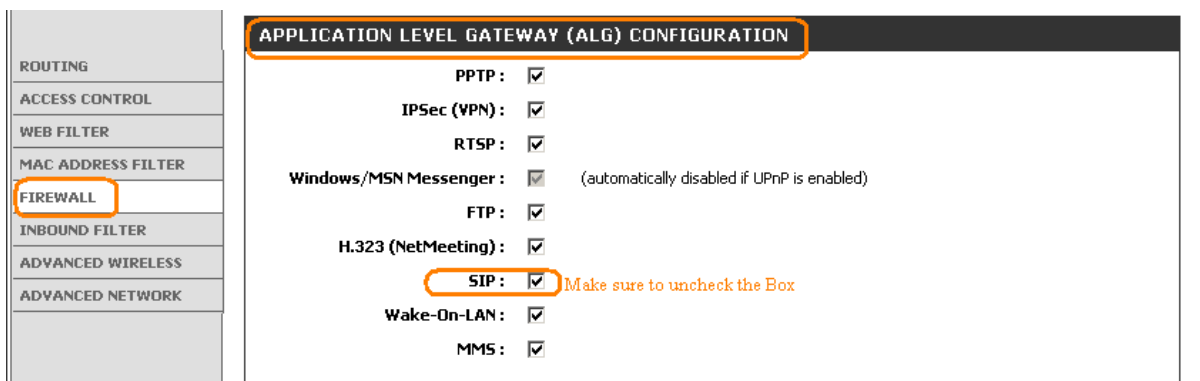 APPLICATION LEVEL GATEWAY (ALG) CONFIGURATION
ROUTING
ACCESS CONTROL
WEB FILTER
MAC ADDRESS FILTER
FIREWALL
INBOUND FILTER
ADVANCED WIRELESS
ADVANCED NETWORK
PPTP :
IPSec (VPN) :
RTSP :
Windows/MSN Messenger : (automatically disabled if UPnP is enabled)
FTP :
H.323 (NetMeeting) :
SIP : Make sure to uncheck the Box
Wake-On-LAN :
MMS :